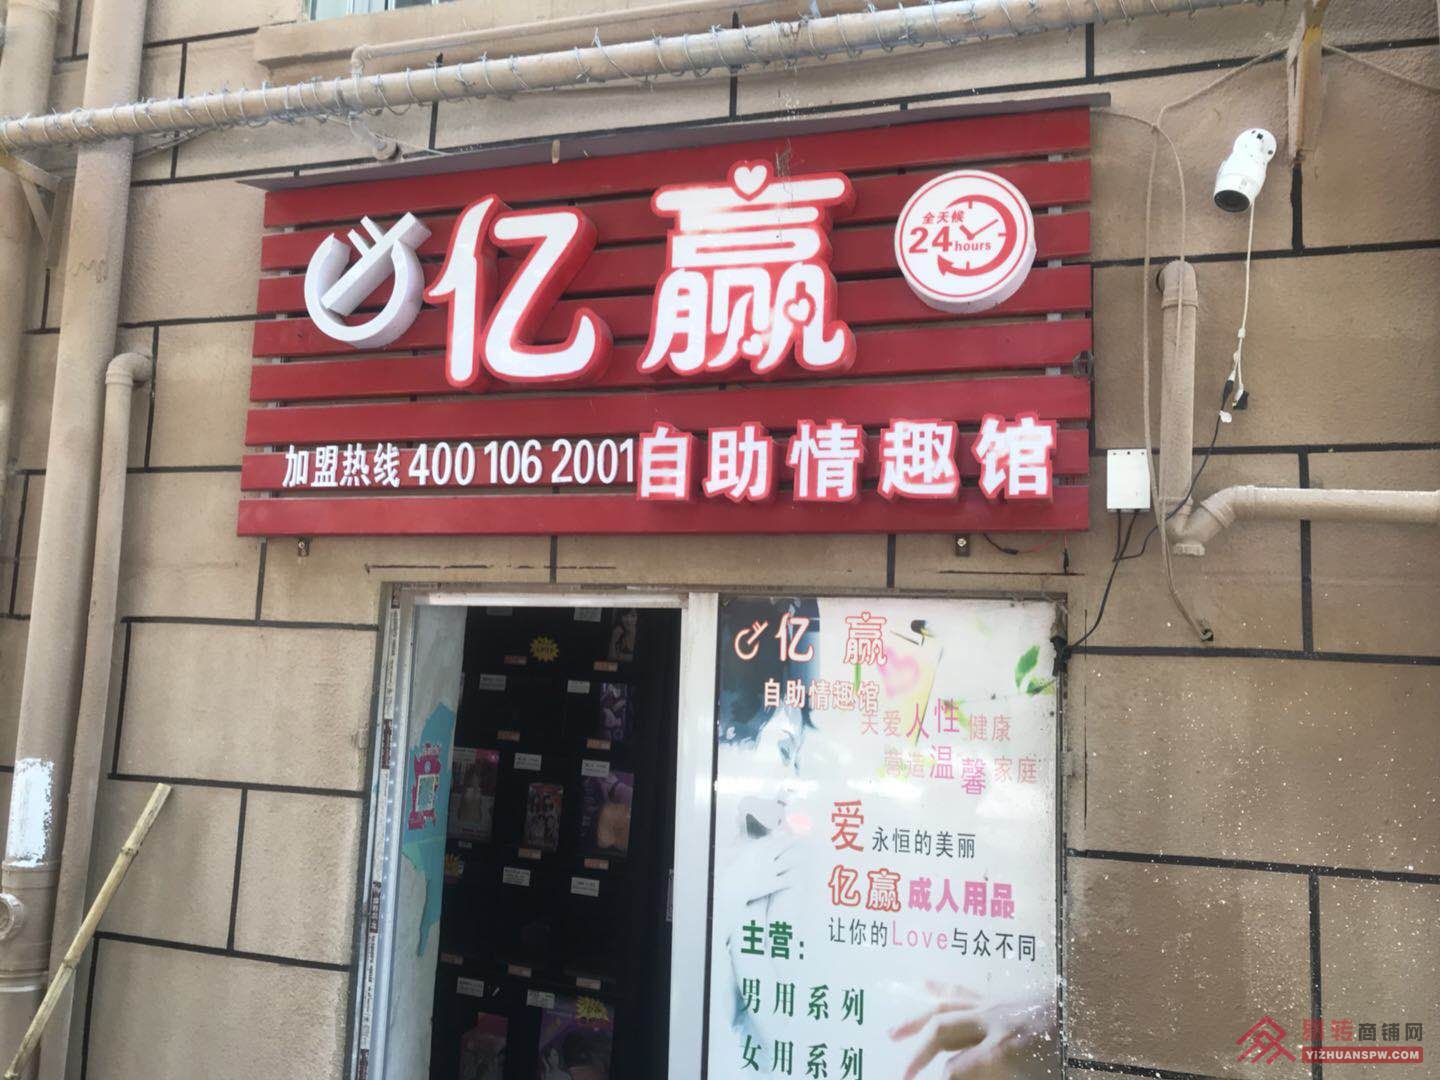 亿赢
全天候
24 hours
加盟热线 400 106 2001
自助情趣馆
亿赢
自助情趣馆
关爱人性健康
营造温馨家庭
爱永恒的美丽
亿赢成人用品
让你的Love与众不同
主营：
男用系列
女用系列
易转商铺网
YIZHUANSPW.COM